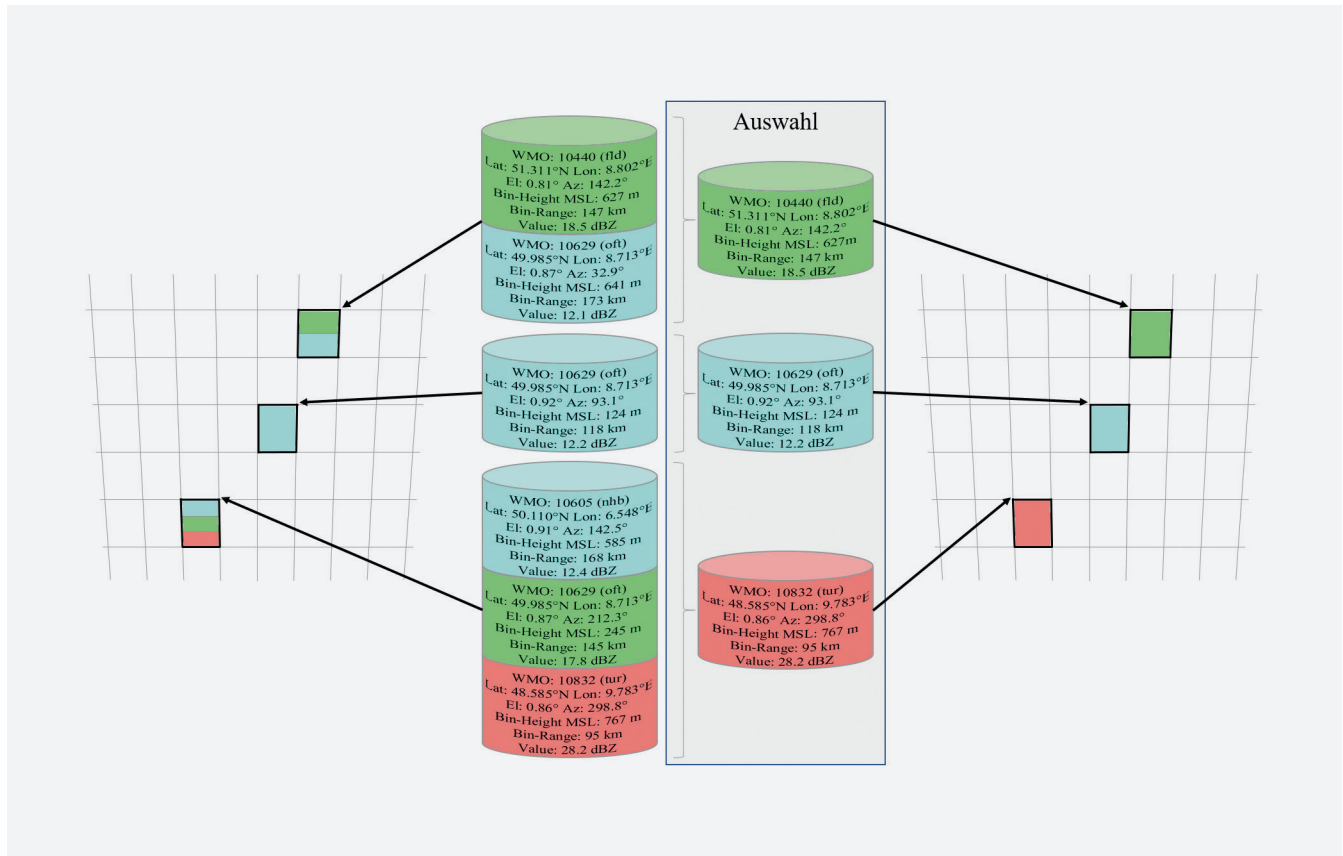 Auswahl
WMO: 10440 (fld)
Lat: 51.311°N Lon: 8.802°E
El: 0.81° Az: 142.2°
Bin-Height MSL: 627 m
Bin-Range: 147 km
Value: 18.5 dBZ
WMO: 10629 (oft)
Lat: 49.985°N Lon: 8.713°E
El: 0.87° Az: 32.9°
Bin-Height MSL: 641 m
Bin-Range: 173 km
Value: 12.1 dBZ
WMO: 10440 (fld)
Lat: 51.311°N Lon: 8.802°E
El: 0.81° Az: 142.2°
Bin-Height MSL: 627m
Bin-Range: 147 km
Value: 18.5 dBZ
WMO: 10629 (oft)
Lat: 49.985°N Lon: 8.713°E
El: 0.92° Az: 93.1°
Bin-Height MSL: 124 m
Bin-Range: 118 km
Value: 12.2 dBZ
WMO: 10629 (oft)
Lat: 49.985°N Lon: 8.713°E
El: 0.92° Az: 93.1°
Bin-Height MSL: 124 m
Bin-Range: 118 km
Value: 12.2 dBZ
WMO: 10605 (nhb)
Lat: 50.110°N Lon: 6.548°E
El: 0.91° Az: 142.5°
Bin-Height MSL: 585 m
Bin-Range: 168 km
Value: 12.4 dBZ
WMO: 10629 (oft)
Lat: 49.985°N Lon: 8.713°E
El: 0.87° Az: 212.3°
Bin-Height MSL: 245 m
Bin-Range: 145 km
Value: 17.8 dBZ
WMO: 10832 (tur)
Lat: 48.585°N Lon: 9.783°E
El: 0.86° Az: 298.8°
Bin-Height MSL: 767 m
Bin-Range: 95 km
Value: 28.2 dBZ
WMO: 10832 (tur)
Lat: 48.585°N Lon: 9.783°E
El: 0.86° Az: 298.8°
Bin-Height MSL: 767 m
Bin-Range: 95 km
Value: 28.2 dBZ